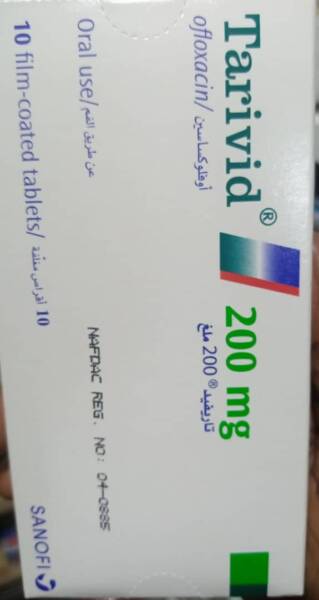 Tarivid® 200 mg
ofloxacin/ أوفلوكساسين
تاريفيد® 200 ملغ
Oral use/ عن طريق الفم
NAFDAC REG. NO: 04-0885
10 film-coated tablets/ 10 أقراص مغلفة
SANOFI